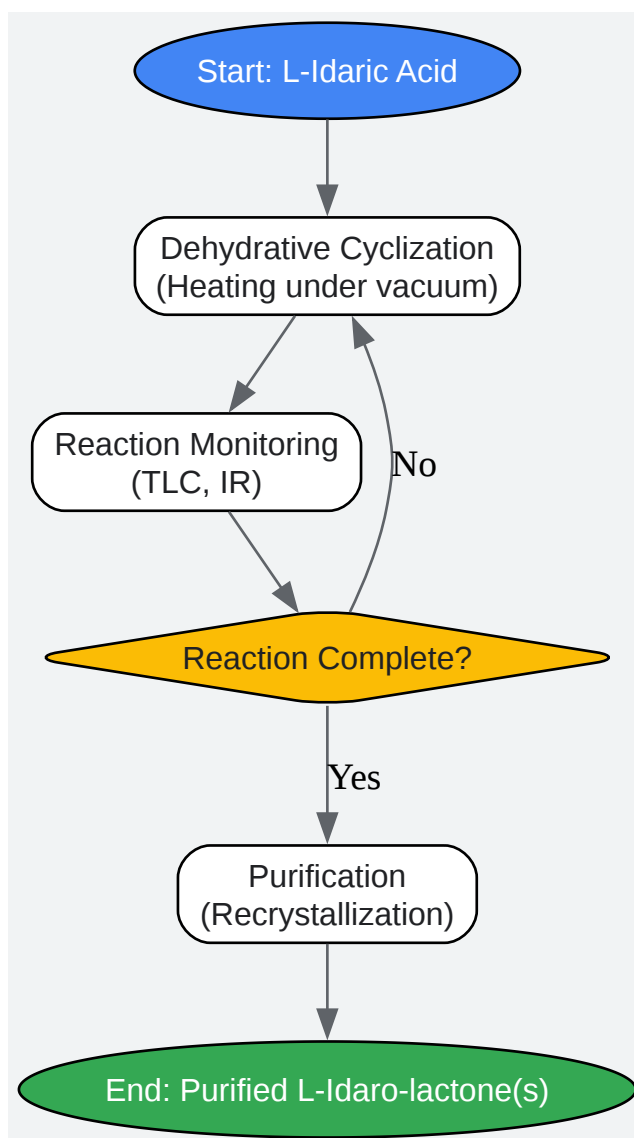 Start: L-Idaric Acid
Dehydrative Cyclization
(Heating under vacuum)
Reaction Monitoring
(TLC, IR)
No
Reaction Complete?
Yes
Purification
(Recrystallization)
End: Purified L-Idaro-lactone(s)